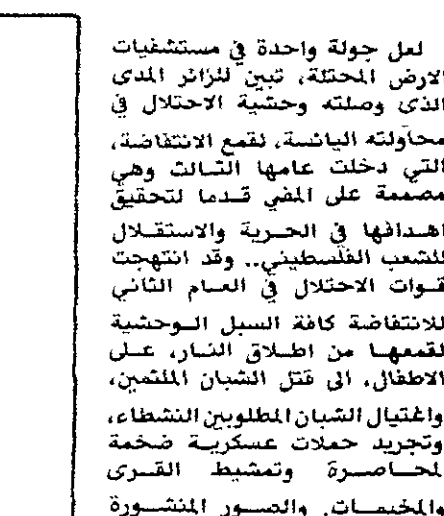 لعل جولة واحدة في مستشفيات
الارض المحتلة، تبين للزائر المدى
الذى وصلته وحشية الاحتلال في
محاولته اليائسة، لقمع الانتفاضة،
التي دخلت عامها الثالث وهي
مصممة على المضي قدما لتحقيق
اهدافها في الحرية والاستقلال
للشعب الفلسطيني.. وقد انتهجت
قوات الاحتلال في العام الثاني
للانتفاضة كافة السبل الوحشية
لقمعها من اطلاق النار، على
الاطفال، الى قتل الشبان الملثمين،
واغتيال الشبان المطلوبين النشطاء،
وتجريد حملات عسكرية ضخمة
لمحاصرة وتمشيط القرى
والمخيمات. والصور المنشورة